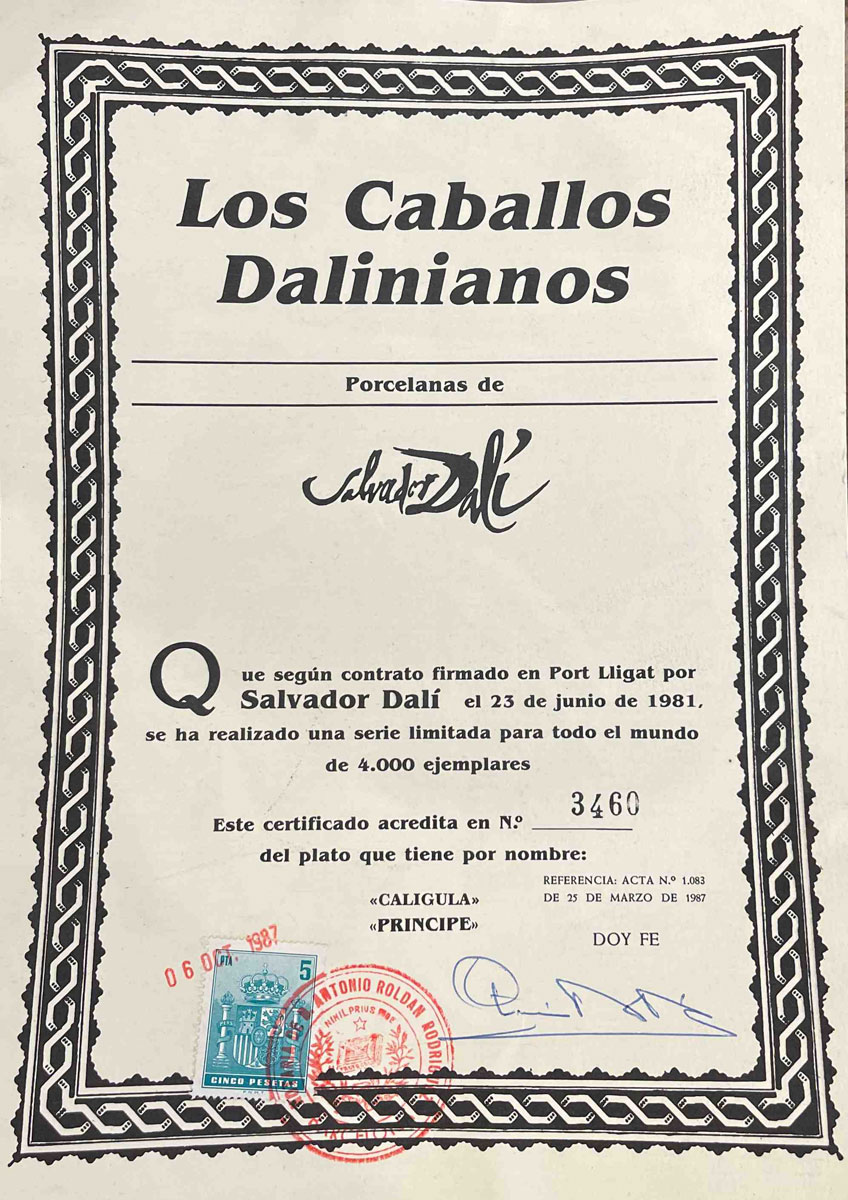 Los Caballos
Dalinianos
Porcelanas de
Salvador Dalí
Que según contrato firmado en Port Lligat por
Salvador Dalí el 23 de junio de 1981,
se ha realizado una serie limitada para todo el mundo
de 4.000 ejemplares
Este certificado acredita en N.º 3460
del plato que tiene por nombre:
«CALIGULA»
«PRINCIPE»
REFERENCIA: ACTA N.º 1.083
DE 25 DE MARZO DE 1987
DOY FE
06 OCT. 1987
PTA 5
CINCO PESETAS
ANTONIO ROLDAN
NIHIL PRIUS